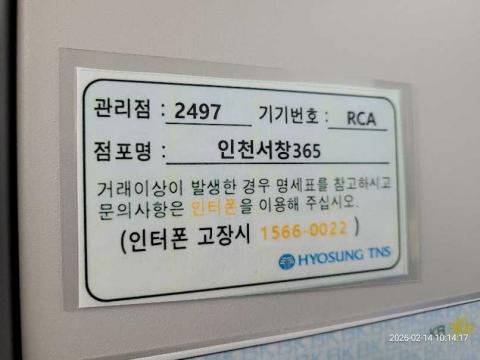 관리점 : 2497 기기번호 : RCA
점포명 : 인천서창365
거래이상이 발생한 경우 명세표를 참고하시고
문의사항은 인터폰을 이용해 주십시오.
(인터폰 고장시 1566-0022 )
HYOSUNG TNS
KB
2026-02-14 10:14:17